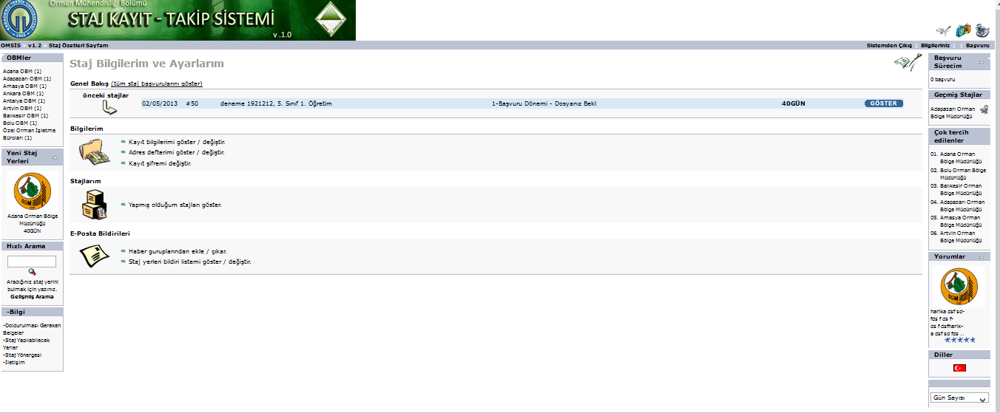 Orman Mühendisliği Bölümü
STAJ KAYIT - TAKİP SİSTEMİ
v .1.0
1955
OMSİS » v1.2 » Staj Özetleri Sayfam
Sistemden Çıkış | Bilgileriniz | | Başvuru
OBMler
Adana OBM (1)
Adapazarı OBM (1)
Amasya OBM (1)
Ankara OBM (1)
Antalya OBM (1)
Artvin OBM (1)
Balıkesir OBM (1)
Bolu OBM (1)
Özel Orman İşletme
Büroları (1)
Yeni Staj
Yerleri
OGM
Adana Orman Bölge
Müdürlüğü
40GÜN
Hızlı Arama
Aradığınız staj yerini
bulmak için yazınız.
Gelişmiş Arama
-Bilgi
-Doldurulması Gereken
Belgeler
-Staj Yapılabilecek
Yerler
-Staj Yönergesi
-İletişim
Staj Bilgilerim ve Ayarlarım
Genel Bakış (tüm staj başvurularını göster)
önceki stajlar
02/05/2013 #50 deneme 1921212, 5. Sinif 1. Öğretim 1-Başvuru Dönemi - Dosyanız Bekl 40GÜN GÖSTER
Bilgilerim
Kayıt bilgilerimi göster / değiştir.
Adres defterimi göster / değiştir.
Kayıt şifremi değiştir.
Stajlarım
Yapmış olduğum stajları göster.
E-Posta Bildirileri
Haber guruplarından ekle / çıkar.
Staj yerleri bildiri listemi göster / değiştir.
Başvuru
Sürecim
0 başvuru
Geçmiş Stajlar
Adapazarı Orman
Bölge Müdürlüğü
Çok tercih
edilenler
01. Adana Orman
Bölge Müdürlüğü
02. Bolu Orman Bölge
Müdürlüğü
03. Balıkesir Orman
Bölge Müdürlüğü
04. Adapazarı Orman
Bölge Müdürlüğü
05. Amasya Orman
Bölge Müdürlüğü
06. Artvin Orman
Bölge Müdürlüğü
Yorumlar
OGM
harika dsf sd-
fds f ds f-
ds f dsfharik-
a dsf sd fds ..
Diller
Gün Sayısı